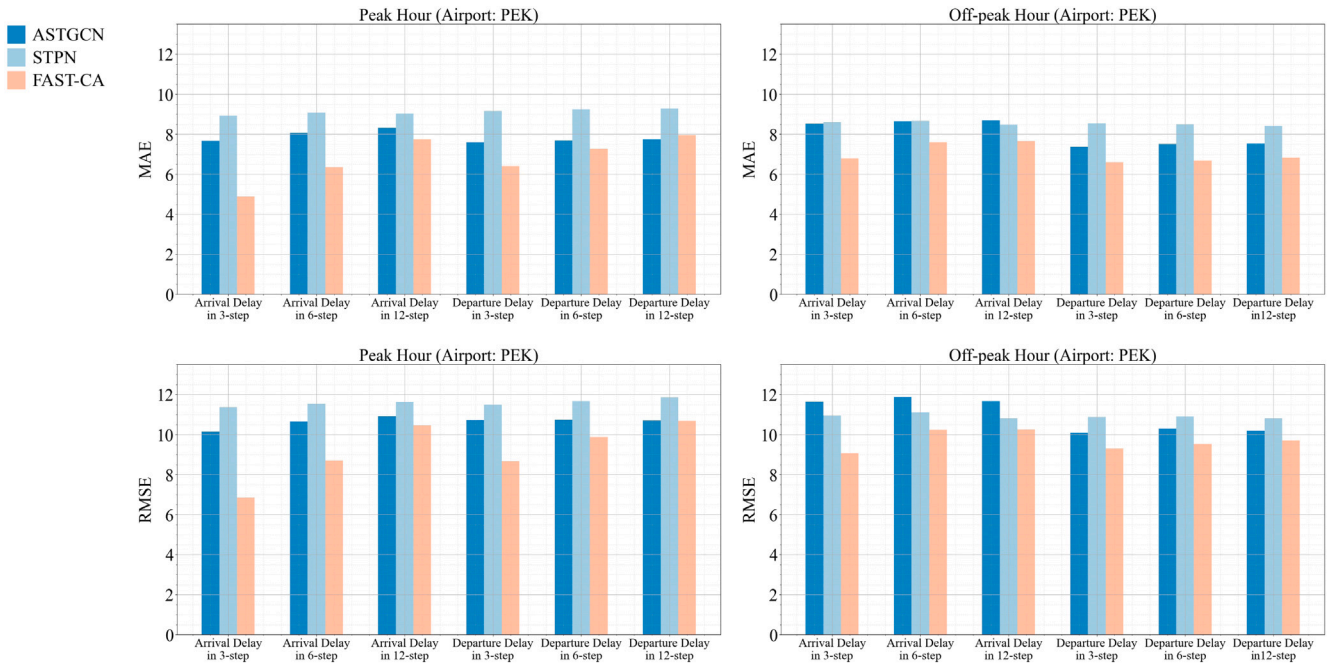 ASTGCN
STPN
FAST-CA
Peak Hour (Airport: PEK)
MAE
12
10
8
6
4
2
0
Arrival Delay
in 3-step
Arrival Delay
in 6-step
Arrival Delay
in 12-step
Departure Delay
in 3-step
Departure Delay
in 6-step
Departure Delay
in 12-step
Off-peak Hour (Airport: PEK)
MAE
12
10
8
6
4
2
0
Arrival Delay
in 3-step
Arrival Delay
in 6-step
Arrival Delay
in 12-step
Departure Delay
in 3-step
Departure Delay
in 6-step
Departure Delay
in12-step
Peak Hour (Airport: PEK)
RMSE
12
10
8
6
4
2
0
Arrival Delay
in 3-step
Arrival Delay
in 6-step
Arrival Delay
in 12-step
Departure Delay
in 3-step
Departure Delay
in 6-step
Departure Delay
in 12-step
Off-peak Hour (Airport: PEK)
RMSE
12
10
8
6
4
2
0
Arrival Delay
in 3-step
Arrival Delay
in 6-step
Arrival Delay
in 12-step
Departure Delay
in 3-step
Departure Delay
in 6-step
Departure Delay
in12-step